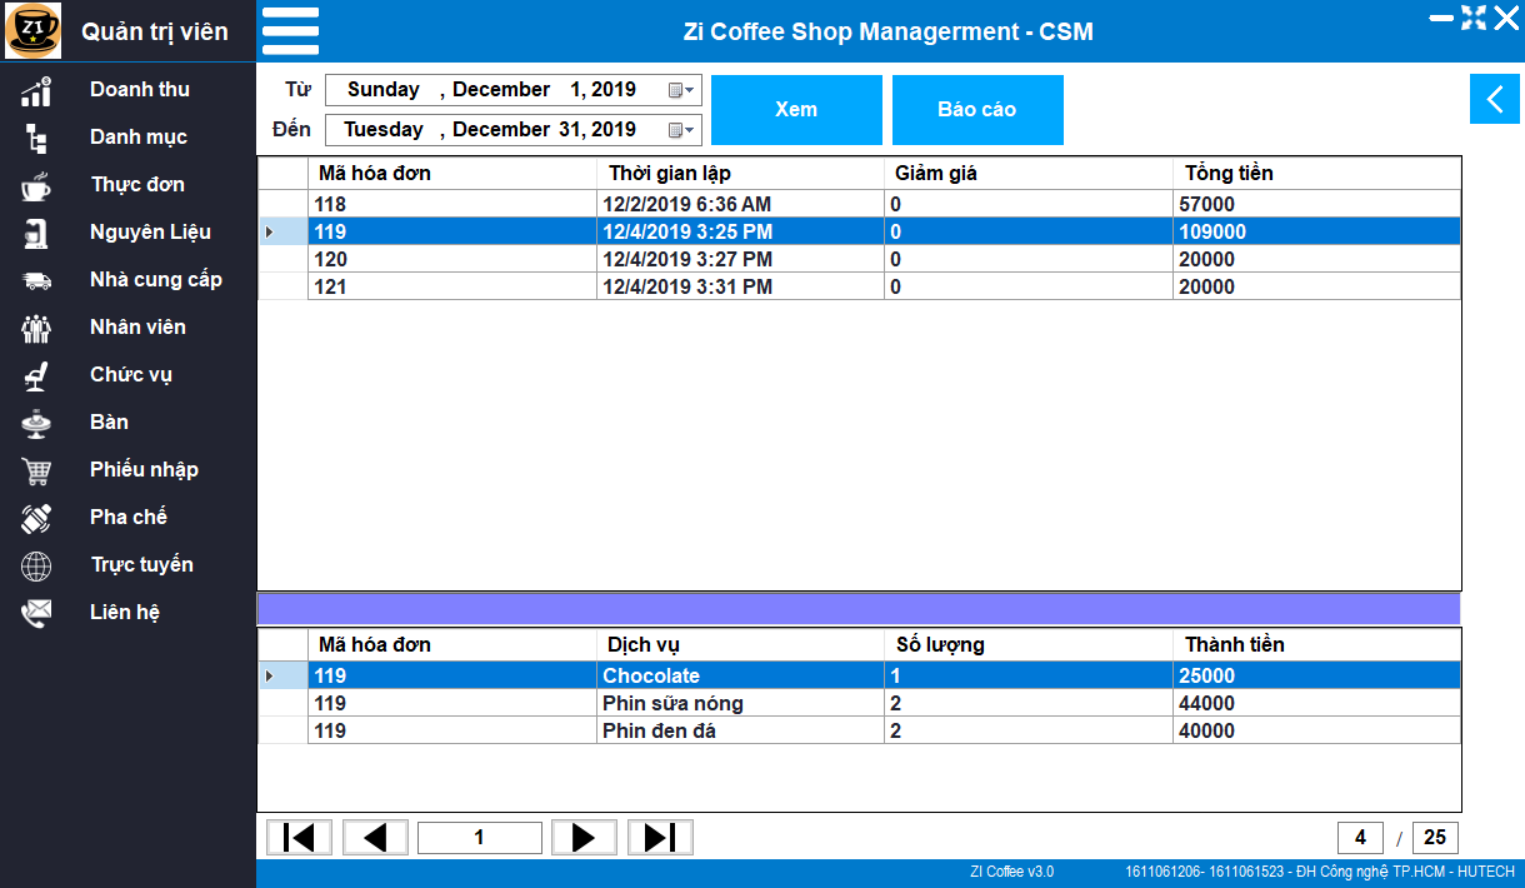 ZI Quản trị viên
Zi Coffee Shop Managerment - CSM
Doanh thu
Danh mục
Thực đơn
Nguyên Liệu
Nhà cung cấp
Nhân viên
Chức vụ
Bàn
Phiếu nhập
Pha chế
Trực tuyến
Liên hệ
Từ Sunday , December 1, 2019
Đến Tuesday , December 31, 2019
Xem
Báo cáo
Mã hóa đơn Thời gian lập Giảm giá Tổng tiền
118 12/2/2019 6:36 AM 0 57000
119 12/4/2019 3:25 PM 0 109000
120 12/4/2019 3:27 PM 0 20000
121 12/4/2019 3:31 PM 0 20000
Mã hóa đơn Dịch vụ Số lượng Thành tiền
119 Chocolate 1 25000
119 Phin sữa nóng 2 44000
119 Phin đen đá 2 40000
1
4 / 25
ZI Coffee v3.0
1611061206- 1611061523 - ĐH Công nghệ TP.HCM - HUTECH